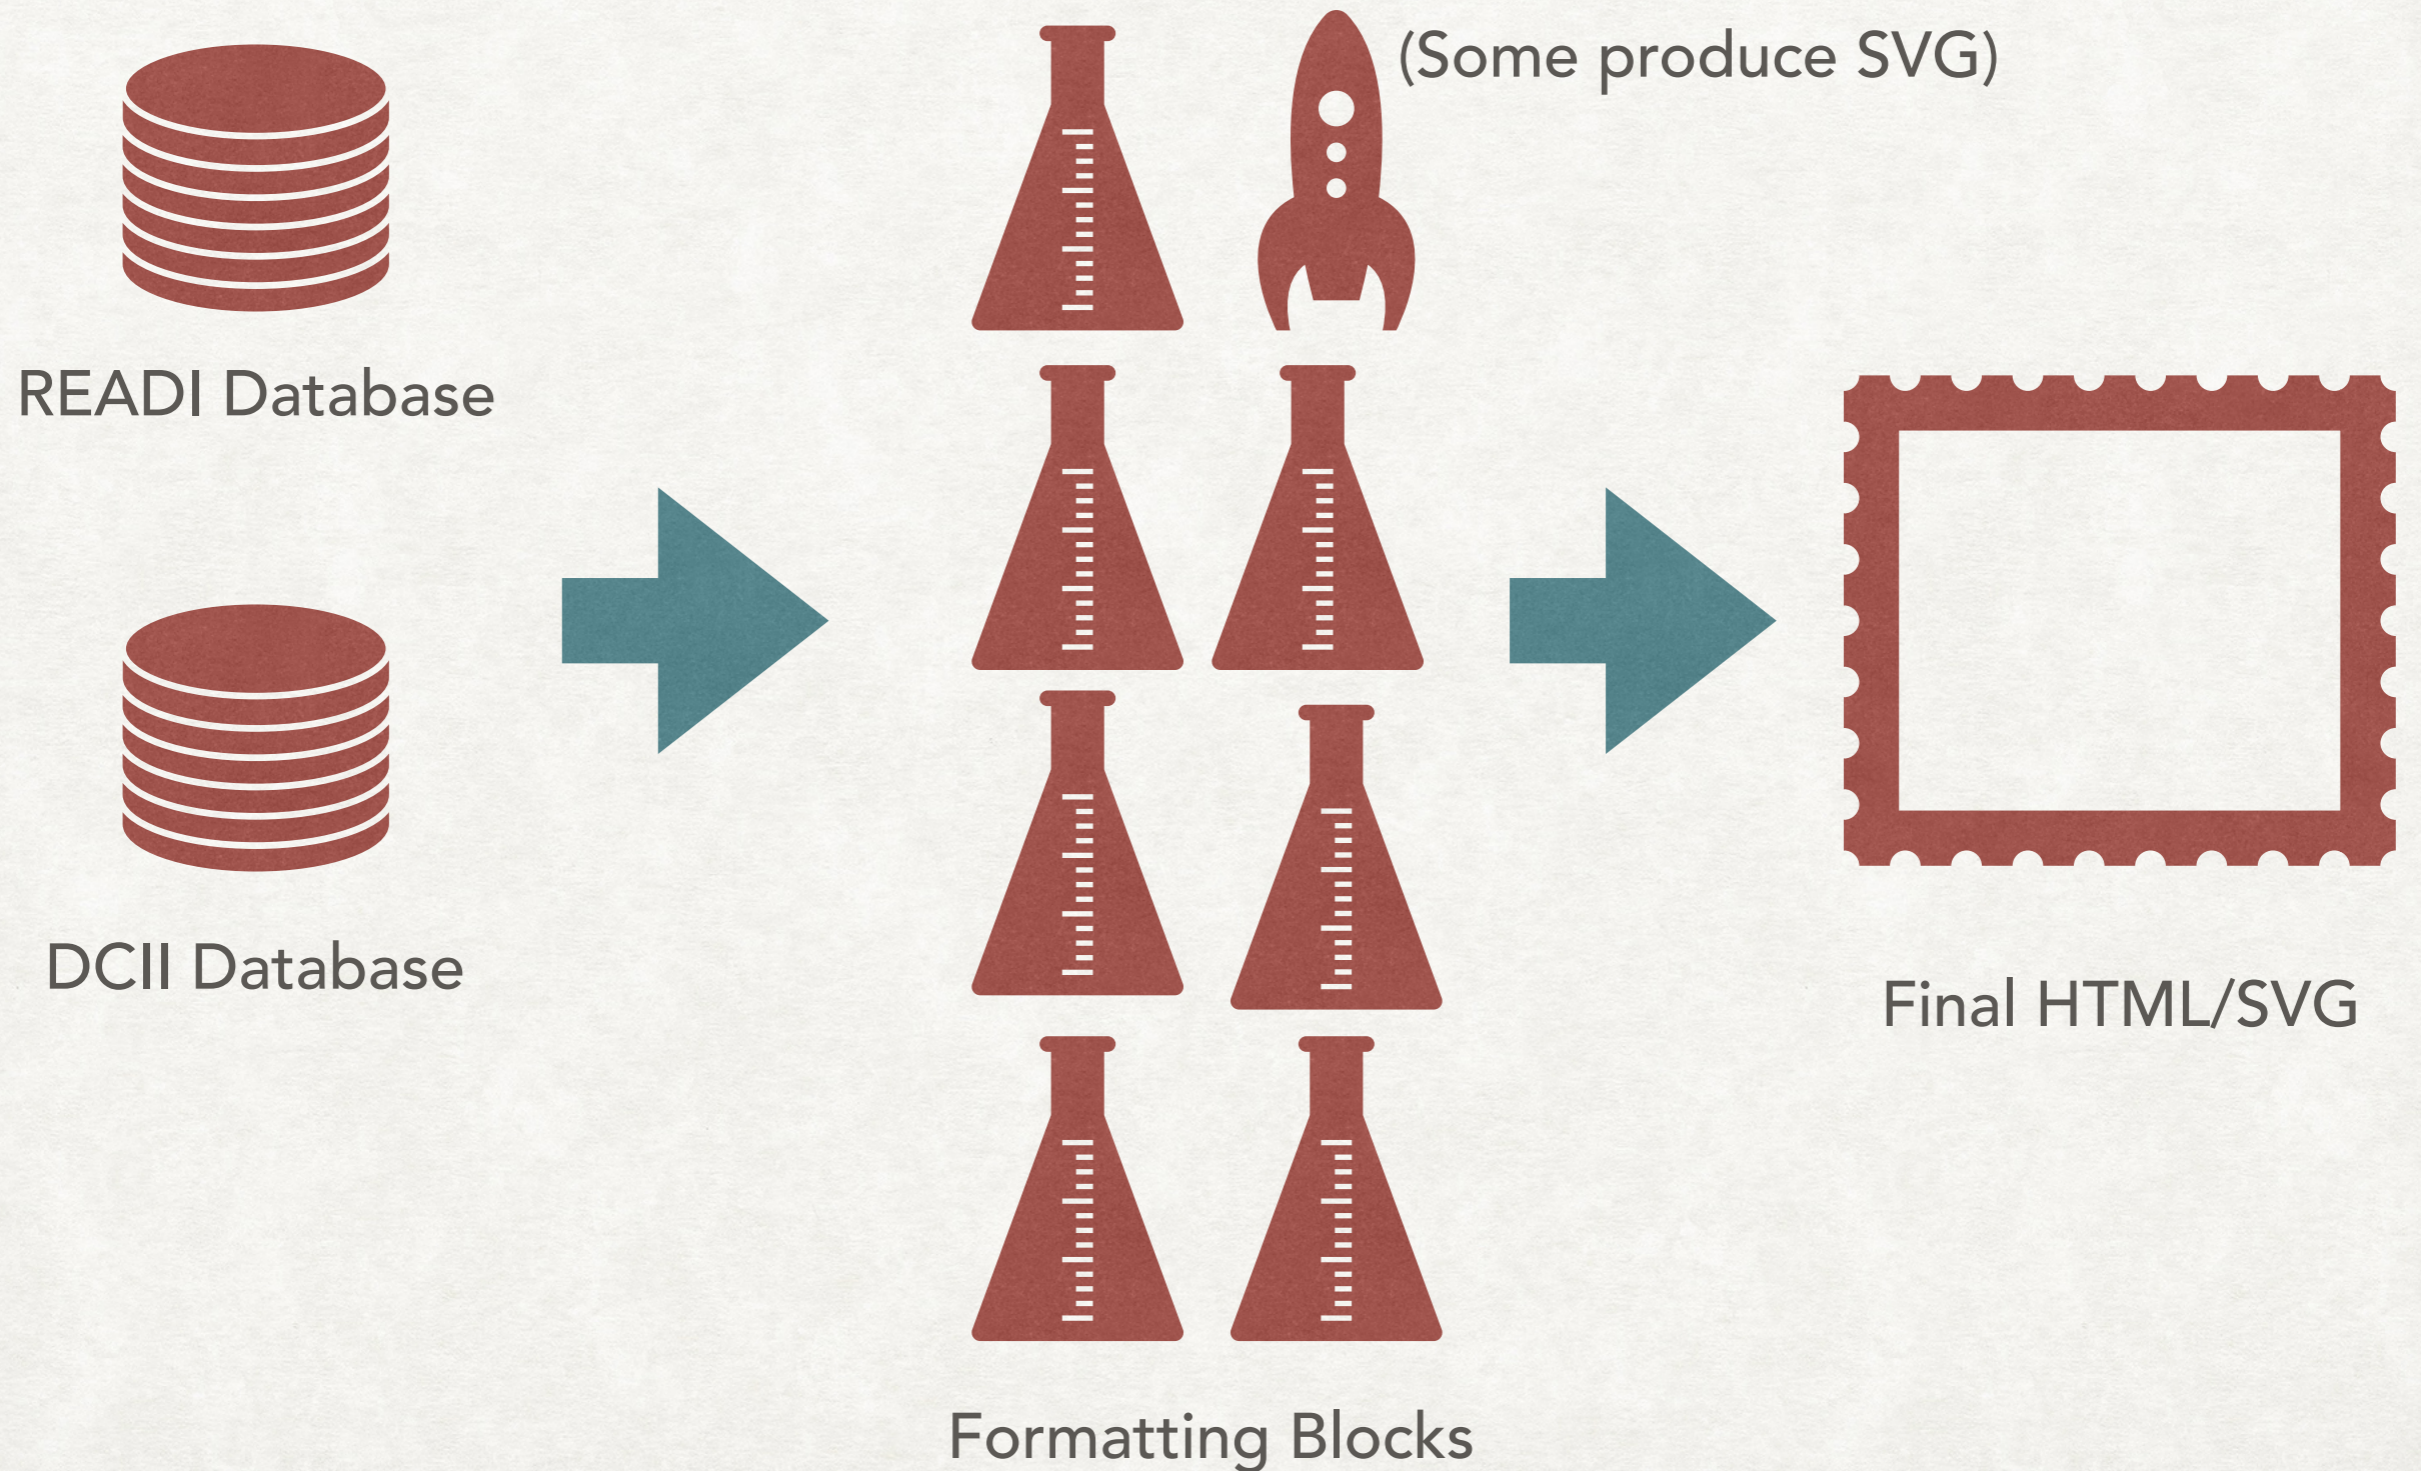 (Some produce SVG)
READI Database
DCII Database
Final HTML/SVG
Formatting Blocks